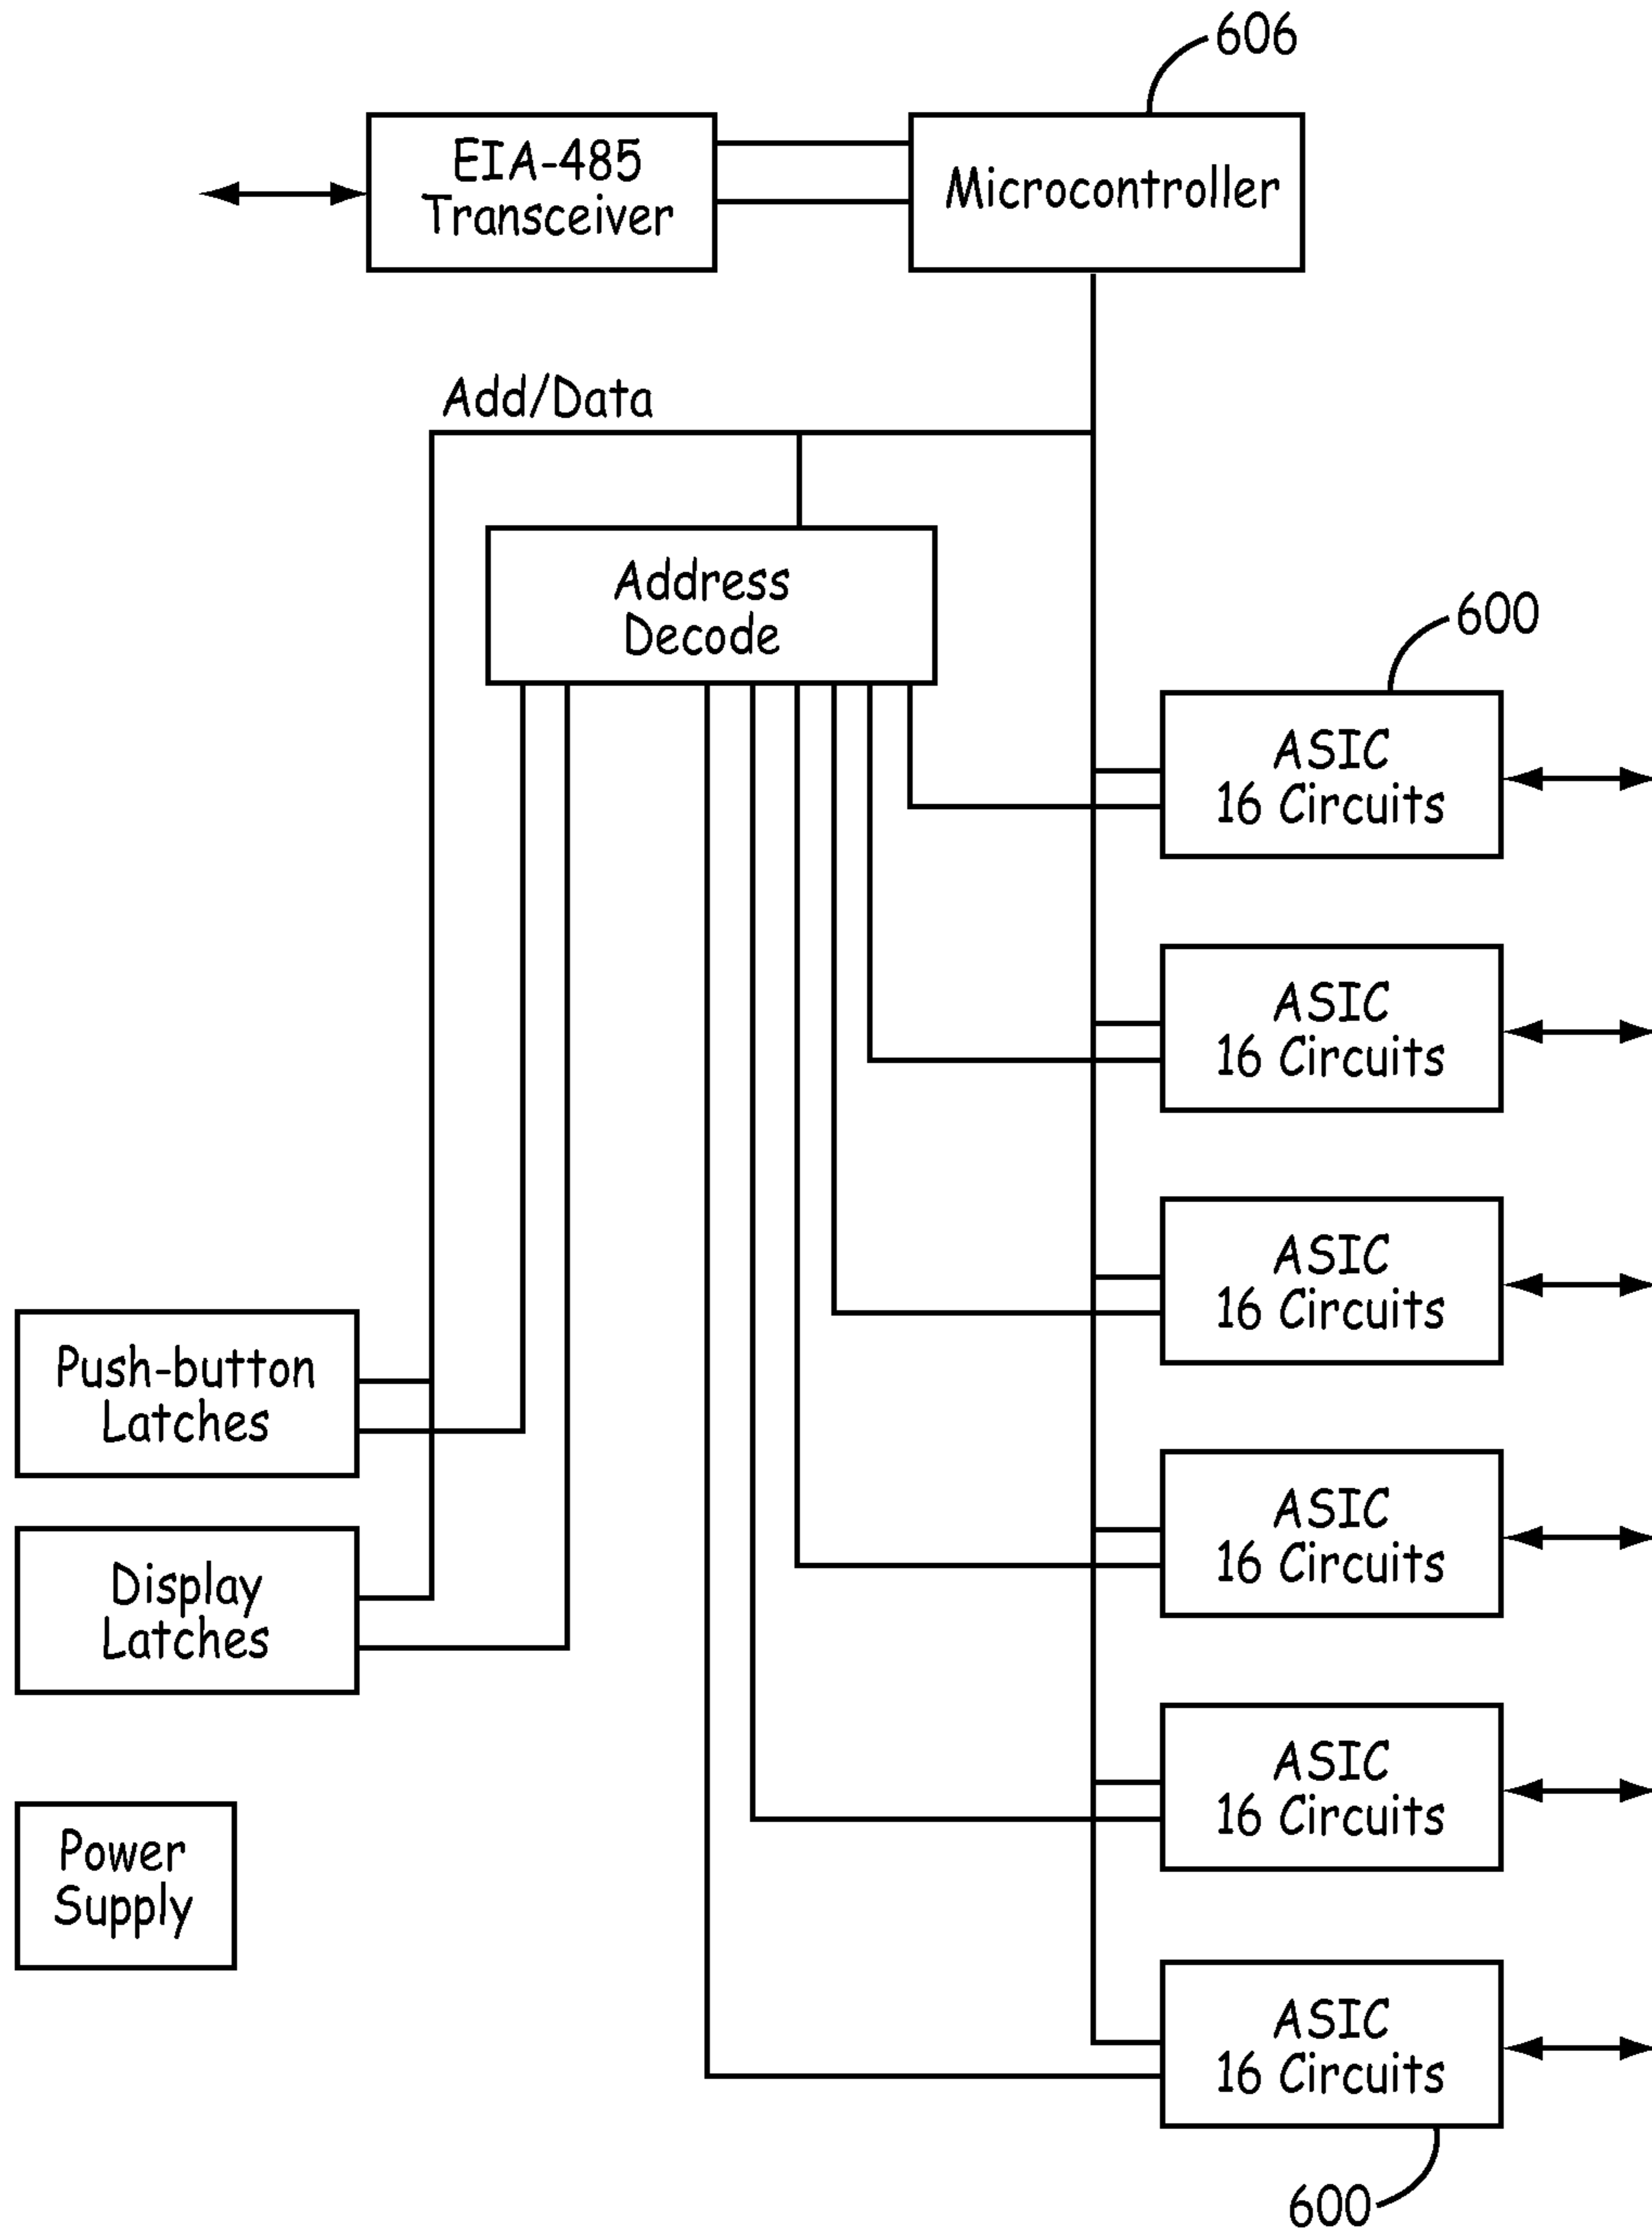 606
EIA-485
Transceiver
Microcontroller
Add/Data
Address
Decode
600
ASIC
16 Circuits
ASIC
16 Circuits
ASIC
16 Circuits
Push-button
Latches
ASIC
16 Circuits
Display
Latches
ASIC
16 Circuits
Power
Supply
ASIC
16 Circuits
600